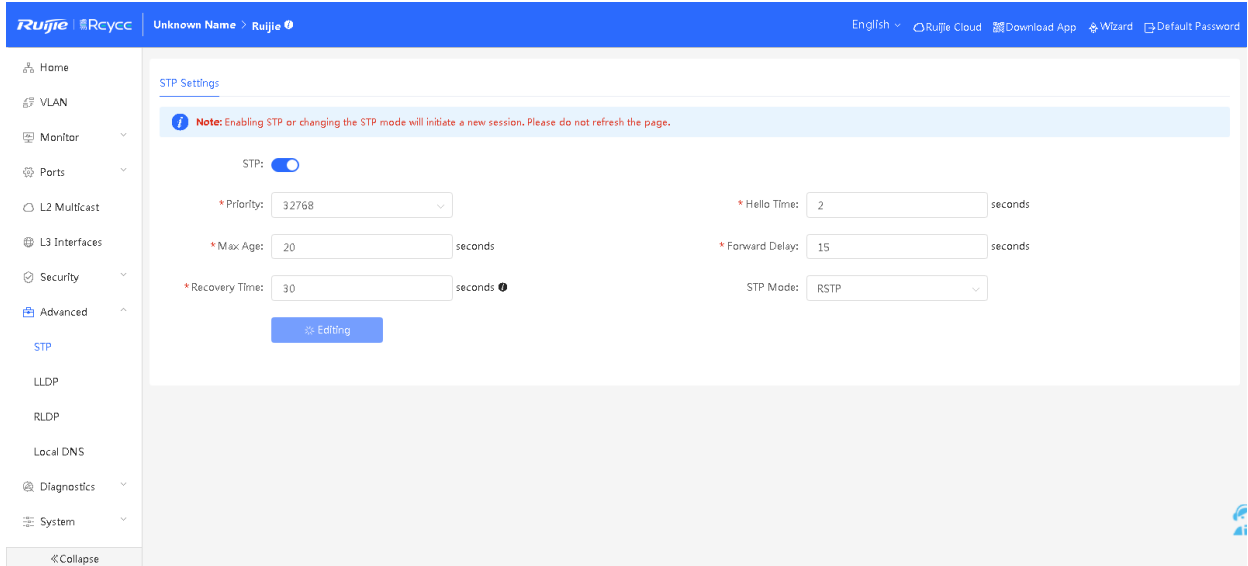 Ruijie | Rcycc
Unknown Name > Ruijie
English
Ruijie Cloud
Download App
Wizard
Default Password
Home
VLAN
Monitor
Ports
L2 Multicast
L3 Interfaces
Security
Advanced
STP
LLDP
RLDP
Local DNS
Diagnostics
System
«Collapse
STP Settings
Note: Enabling STP or changing the STP mode will initiate a new session. Please do not refresh the page.
STP:
* Priority: 32768
* Hello Time: 2 seconds
* Max Age: 20 seconds
* Forward Delay: 15 seconds
* Recovery Time: 30 seconds
STP Mode: RSTP
Editing